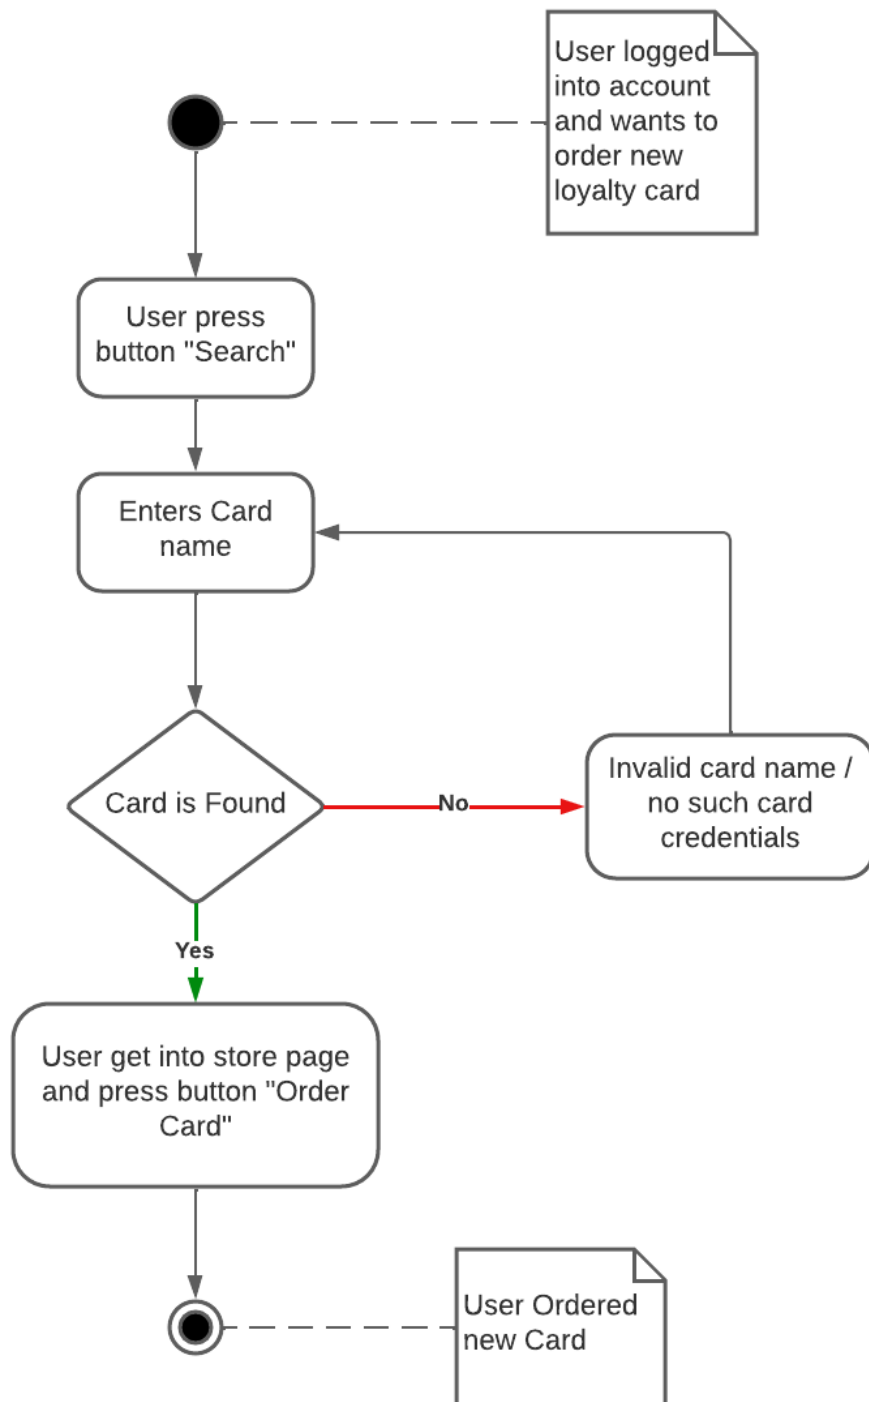 User logged
into account
and wants to
order new
loyalty card
User press
button "Search"
Enters Card
name
Card is Found
No
Invalid card name /
no such card
credentials
Yes
User get into store page
and press button "Order
Card"
User Ordered
new Card